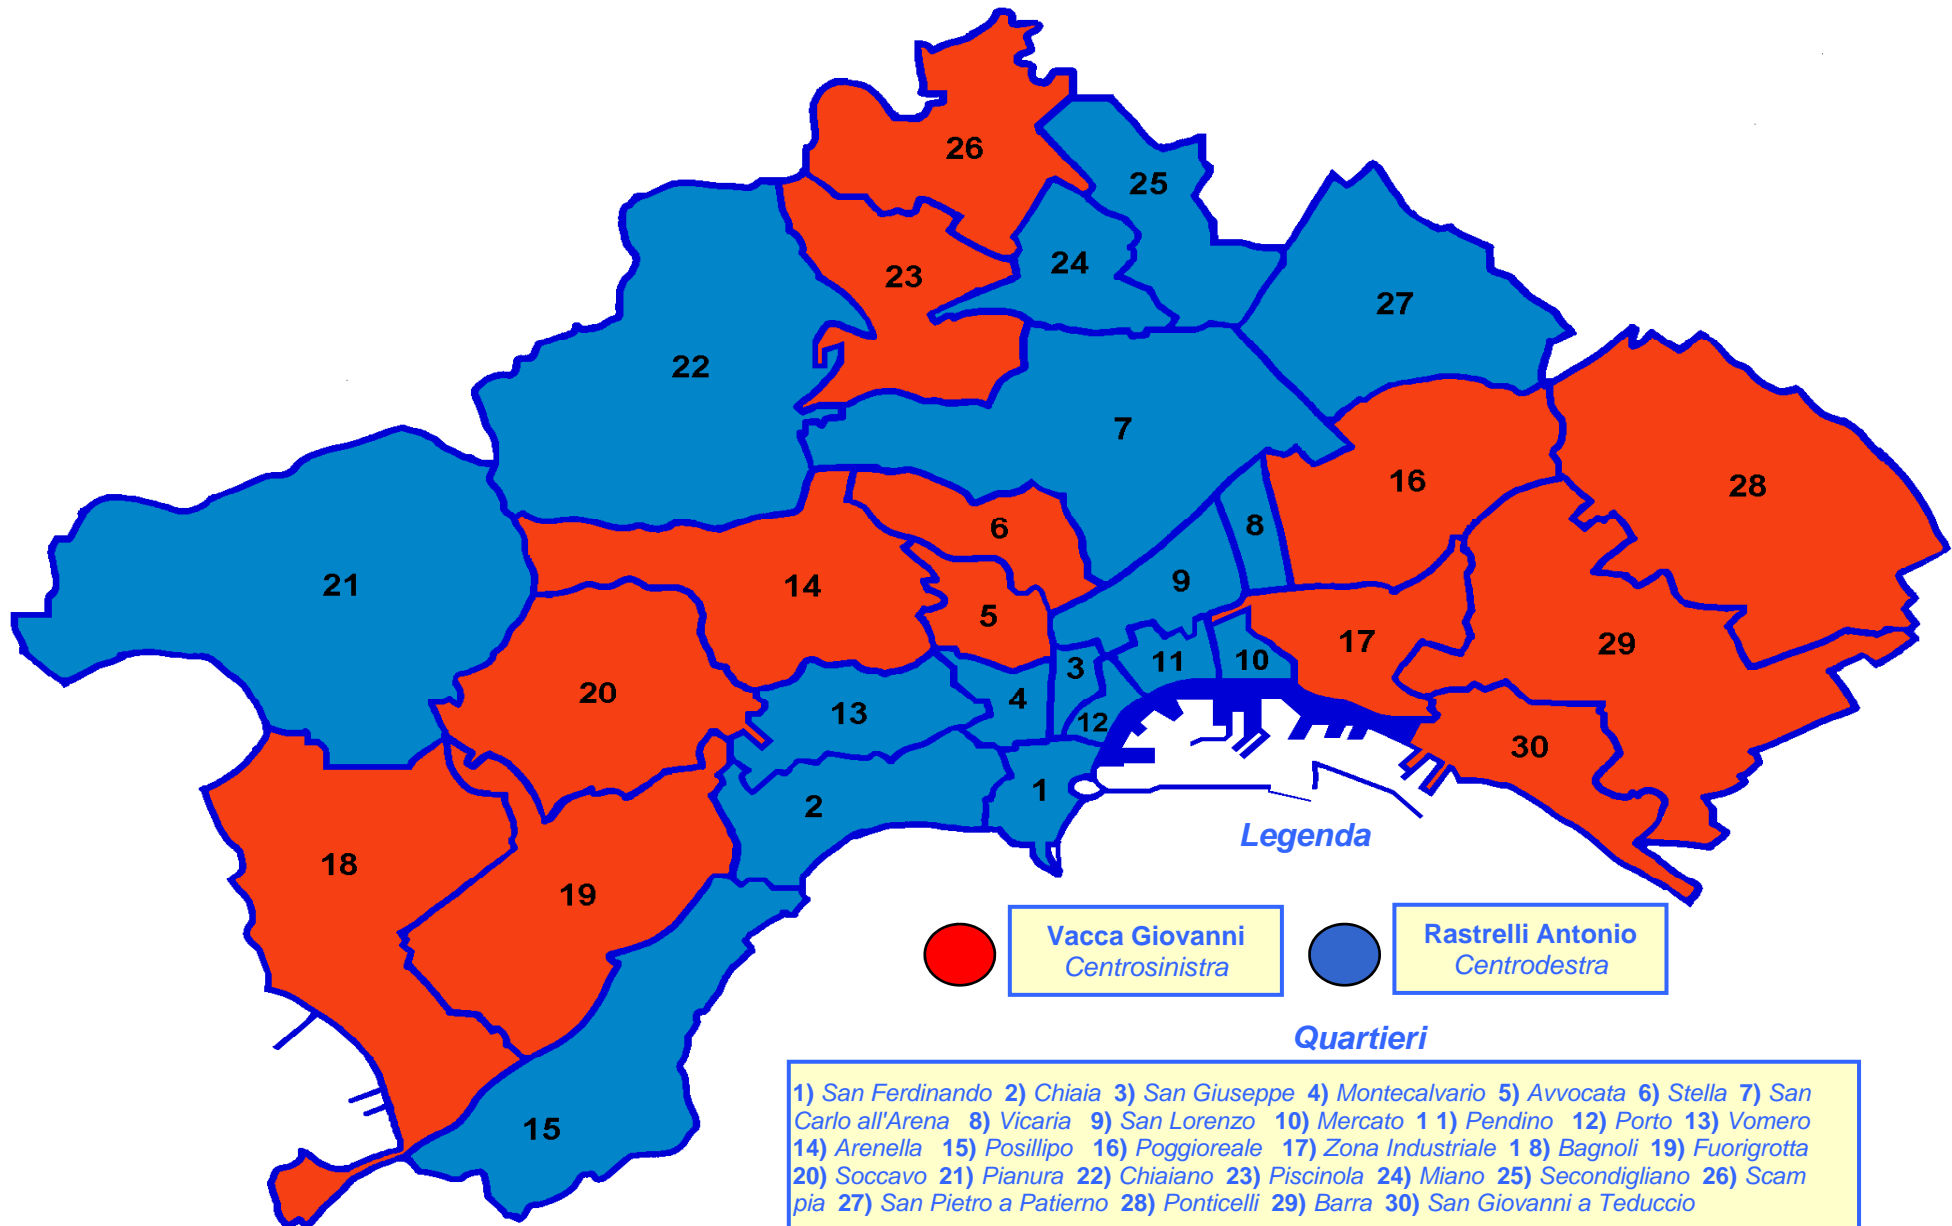 26
25
24
23
27
22
7
28
16
6
8
21
9
14
5
17
29
11
10
3
20
4
13
12
30
1
2
18
19
15
Legenda
Vacca Giovanni
Centrosinistra
Rastrelli Antonio
Centrodestra
Quartieri
1) San Ferdinando 2) Chiaia 3) San Giuseppe 4) Montecalvario 5) Avvocata 6) Stella 7) San
Carlo all'Arena 8) Vicaria 9) San Lorenzo 10) Mercato 1 1) Pendino 12) Porto 13) Vomero
14) Arenella 15) Posillipo 16) Poggioreale 17) Zona Industriale 1 8) Bagnoli 19) Fuorigrotta
20) Soccavo 21) Pianura 22) Chiaiano 23) Piscinola 24) Miano 25) Secondigliano 26) Scam
pia 27) San Pietro a Patierno 28) Ponticelli 29) Barra 30) San Giovanni a Teduccio